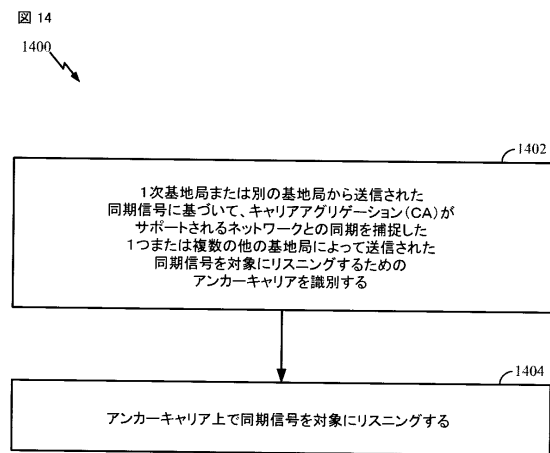 図 14
1400
1402
1次基地局または別の基地局から送信された
同期信号に基づいて、キャリアアグリゲーション(CA)が
サポートされるネットワークとの同期を捕捉した
1つまたは複数の他の基地局によって送信された
同期信号を対象にリスニングするための
アンカーキャリアを識別する
1404
アンカーキャリア上で同期信号を対象にリスニングする